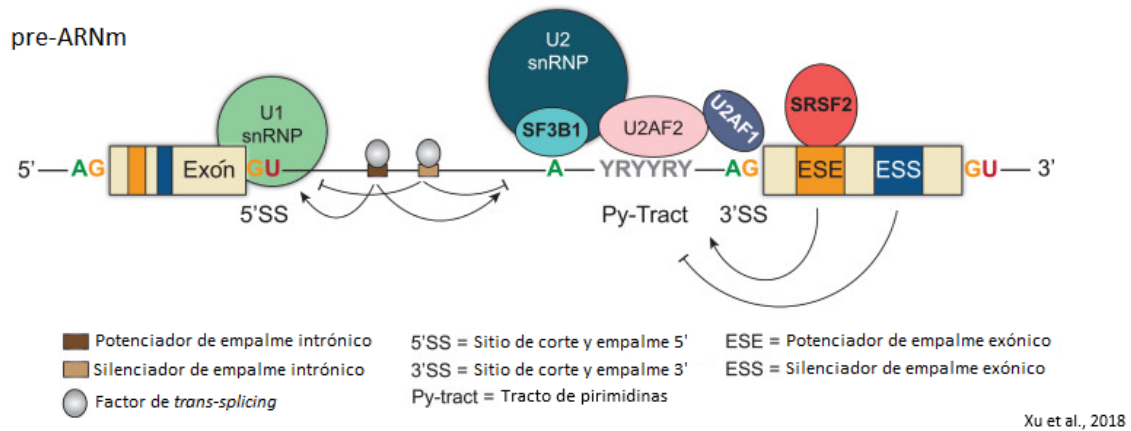 pre-ARNm
U1
snRNP
U2
snRNP
SF3B1
U2AF2
U2AF1
SRSF2
5'
AG
Exón
GU
A
YRYYRY
AG
ESE
ESS
GU
3'
5'SS
Py-Tract
3'SS
Potenciador de empalme intrónico
Silenciador de empalme intrónico
Factor de trans-splicing
5'SS = Sitio de corte y empalme 5'
3'SS = Sitio de corte y empalme 3'
Py-tract = Tracto de pirimidinas
ESE = Potenciador de empalme exónico
ESS = Silenciador de empalme exónico
Xu et al., 2018